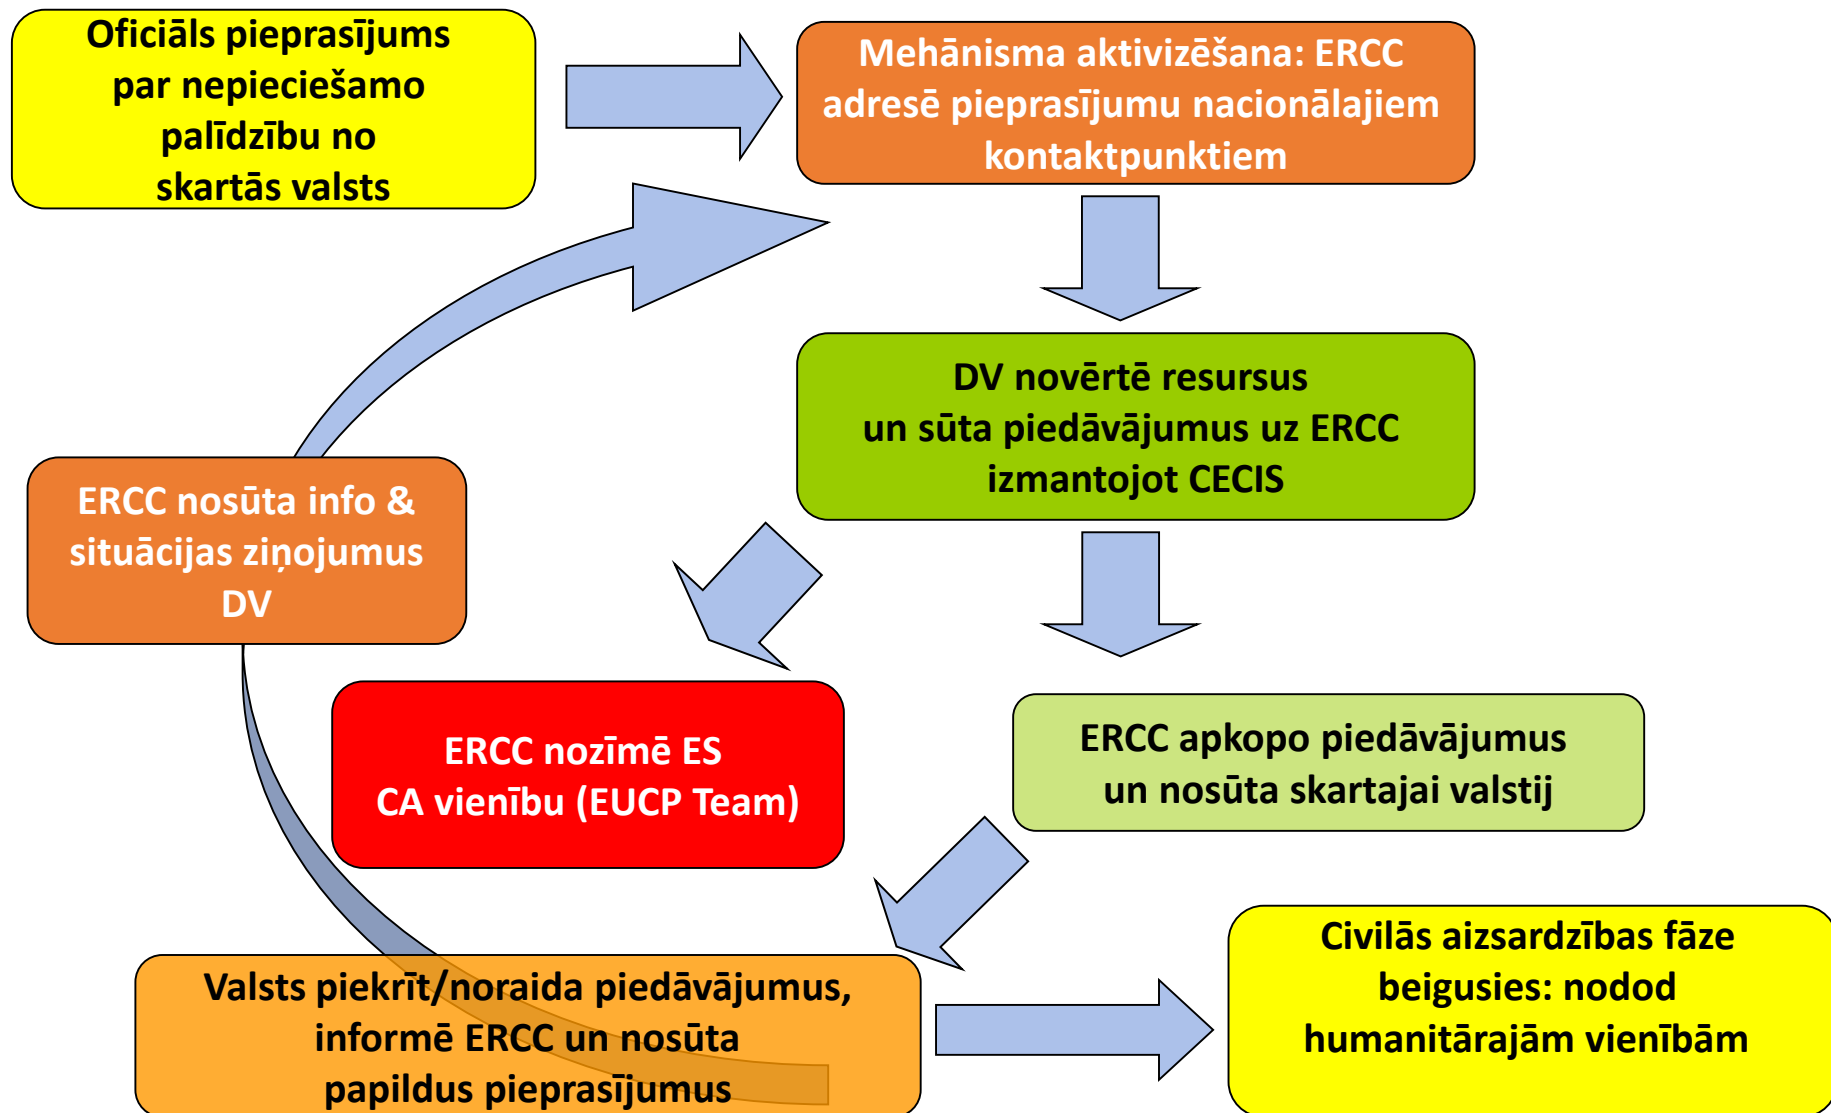 Oficiāls pieprasījums
par nepieciešamo
palīdzību no
skartās valsts
Mehānisma aktivizēšana: ERCC
adresē pieprasījumu nacionālajiem
kontaktpunktiem
DV novērtē resursus
un sūta piedāvājumus uz ERCC
izmantojot CECIS
ERCC nosūta info &
situācijas ziņojumus
DV
ERCC nozīmē ES
CA vienību (EUCP Team)
ERCC apkopo piedāvājumus
un nosūta skartajai valstij
Valsts piekrīt/noraida piedāvājumus,
informē ERCC un nosūta
papildus pieprasījumus
Civilās aizsardzības fāze
beigusies: nodod
humanitārajām vienībām